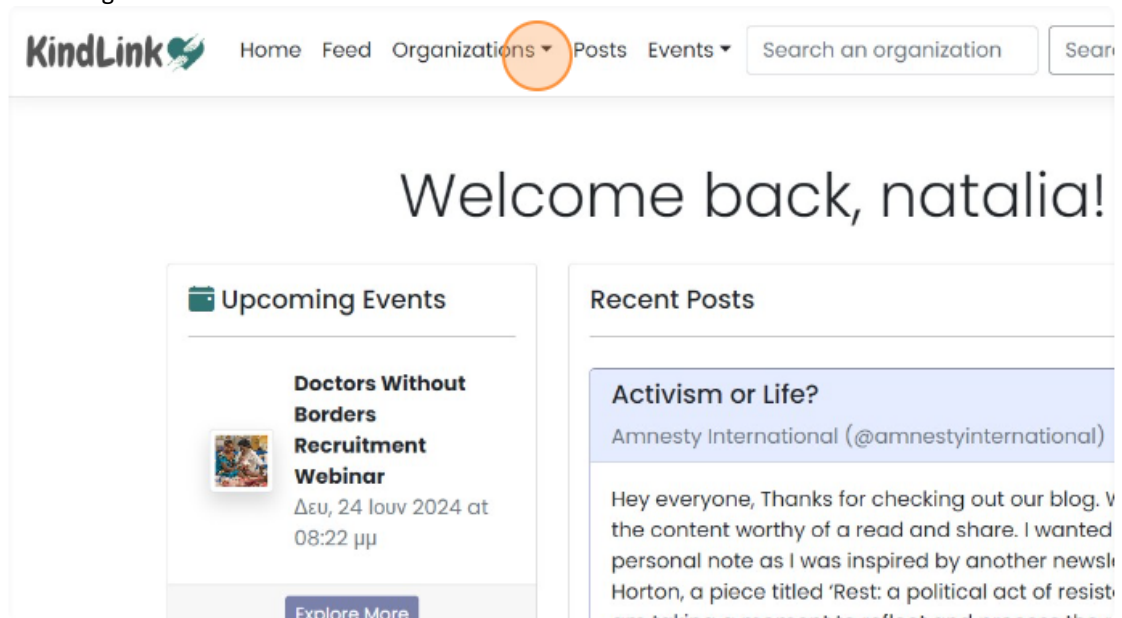 KindLink Home Feed Organizations Posts Events Search an organization
Welcome back, natalia!
Upcoming Events
Doctors Without
Borders
Recruitment
Webinar
Δευ, 24 Ιουν 2024 at
08:22 μμ
Explore More
Recent Posts
Activism or Life?
Amnesty International (@amnestyinternational)
Hey everyone, Thanks for checking out our blog.
the content worthy of a read and share. I wanted
personal note as I was inspired by another
Horton, a piece titled ‘Rest: a political act of